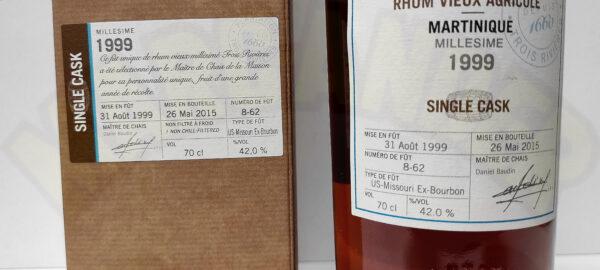 SINGLE CASK
MILLESIME
1999
Ce fût unique de rhum vieux millésimé Trois Rivières
a été sélectionné par le Maître de Chais de la Maison
pour sa personnalité unique, fruit d'une grande
année de récolte.
MISE EN FÛT
31 Août 1999
MISE EN BOUTEILLE
26 Mai 2015
NUMÉRO DE FÛT
8-62
MAÎTRE DE CHAIS
Daniel Baudin
NON FILTRÉ À FROID
/ NON CHILL-FILTERED
TYPE DE FÛT
US-Missouri Ex-Bourbon
VOL
70 cl
%/VOL
42.0 %
RHUM VIEUX AGRICOLE
MARTINIQUE
MILLESIME
1999
1660
TROIS RIVIÈ
SINGLE CASK
MISE EN FÛT
31 Août 1999
MISE EN BOUTEILLE
26 Mai 2015
NUMÉRO DE FÛT
8-62
MAÎTRE DE CHAIS
Daniel Baudin
TYPE DE FÛT
US-Missouri Ex-Bourbon
VOL
70 cl
%/VOL
42.0 %